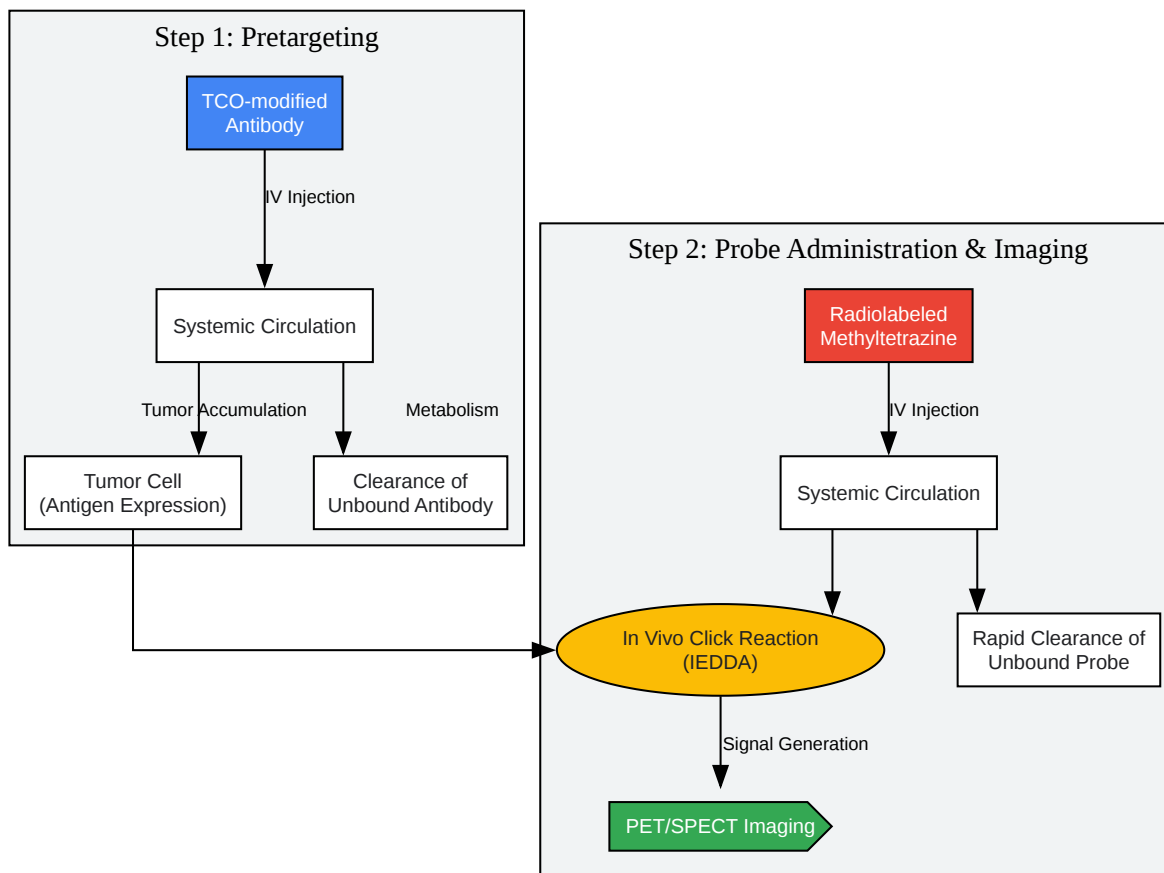 Step 1: Pretargeting
TCO-modified
Antibody
IV Injection
Systemic Circulation
Tumor Accumulation
Metabolism
Tumor Cell
(Antigen Expression)
Clearance of
Unbound Antibody
Step 2: Probe Administration & Imaging
Radiolabeled
Methyltetrazine
IV Injection
Systemic Circulation
In Vivo Click Reaction
(IEDDA)
Rapid Clearance of
Unbound Probe
Signal Generation
PET/SPECT Imaging